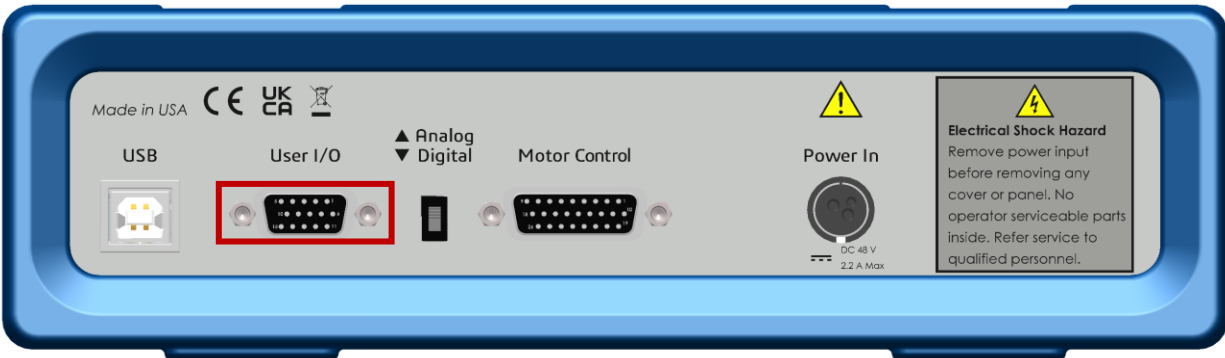 Made in USA CE UK CA
▲ Analog
▼ Digital
USB
User I/O
Motor Control
Power In
DC 48 V
2.2 A Max
Electrical Shock Hazard
Remove power input
before removing any
cover or panel. No
operator serviceable parts
inside. Refer service to
qualified personnel.